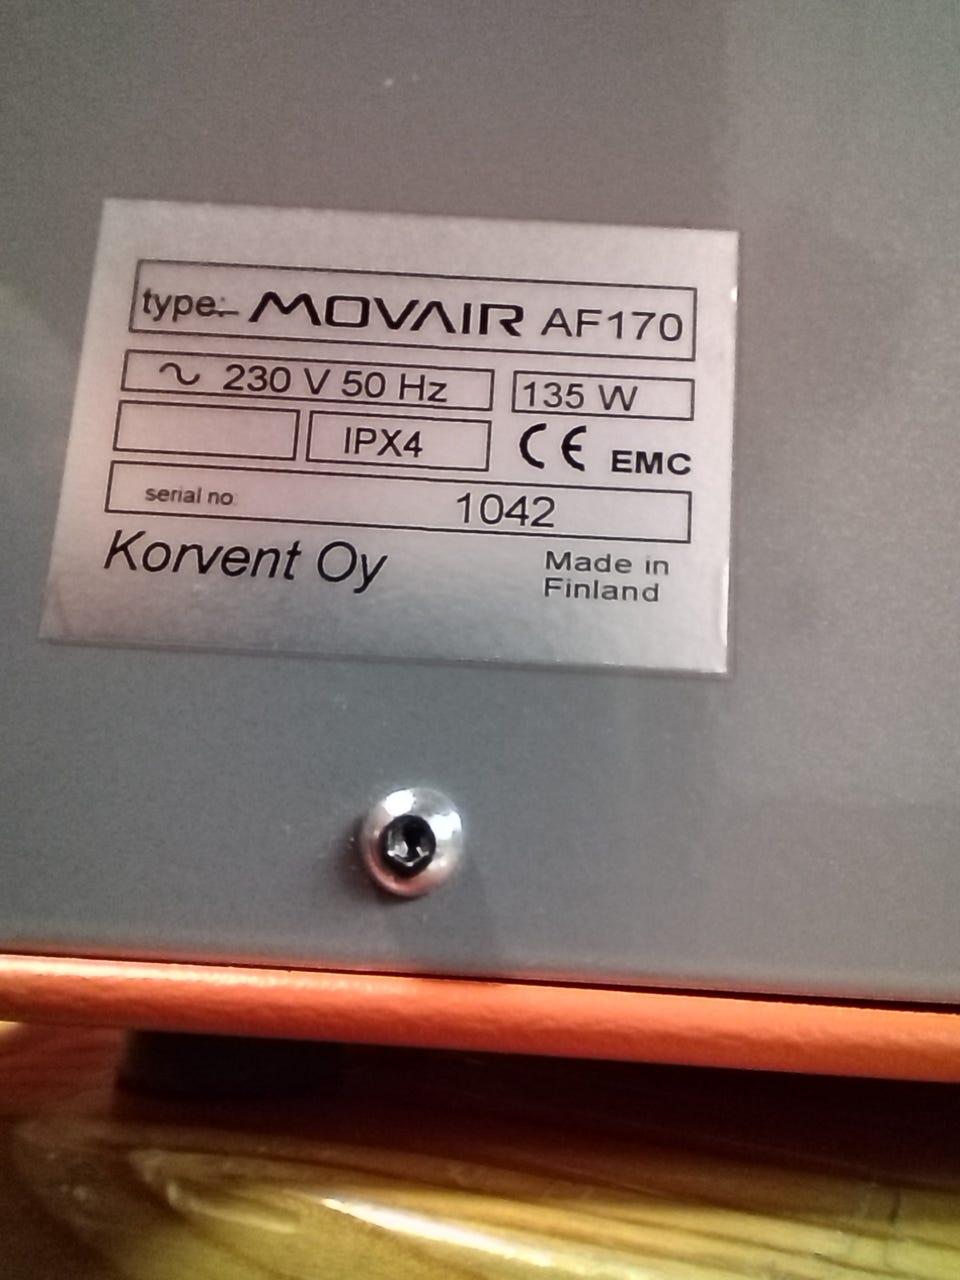 type: MOVAIR AF170
~ 230 V 50 Hz 135 W
IPX4 CE EMC
serial no 1042
Korvent Oy
Made in
Finland